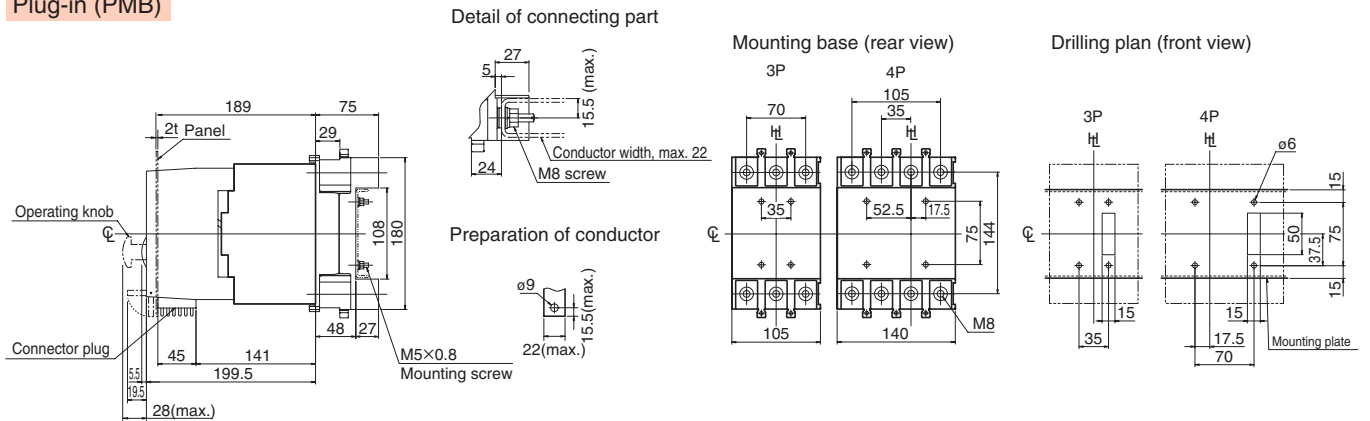 Plug-in (PMB)
Detail of connecting part
27
5
15.5 (max.)
24
Conductor width, max. 22
M8 screw
Preparation of conductor
ø9
15.5(max.)
22(max.)
189
75
2t
Panel
29
Operating knob
℄
108
180
Connector plug
48
27
45
141
M5×0.8
Mounting screw
5.5
199.5
19.5
28(max.)
Mounting base (rear view)
3P
4P
70
105
35
HL
HL
35
52.5
17.5
℄
75
144
M8
105
140
Drilling plan (front view)
3P
4P
HL
HL
ø6
15
℄
50
37.5
75
15
15
15
35
17.5
Mounting plate
70